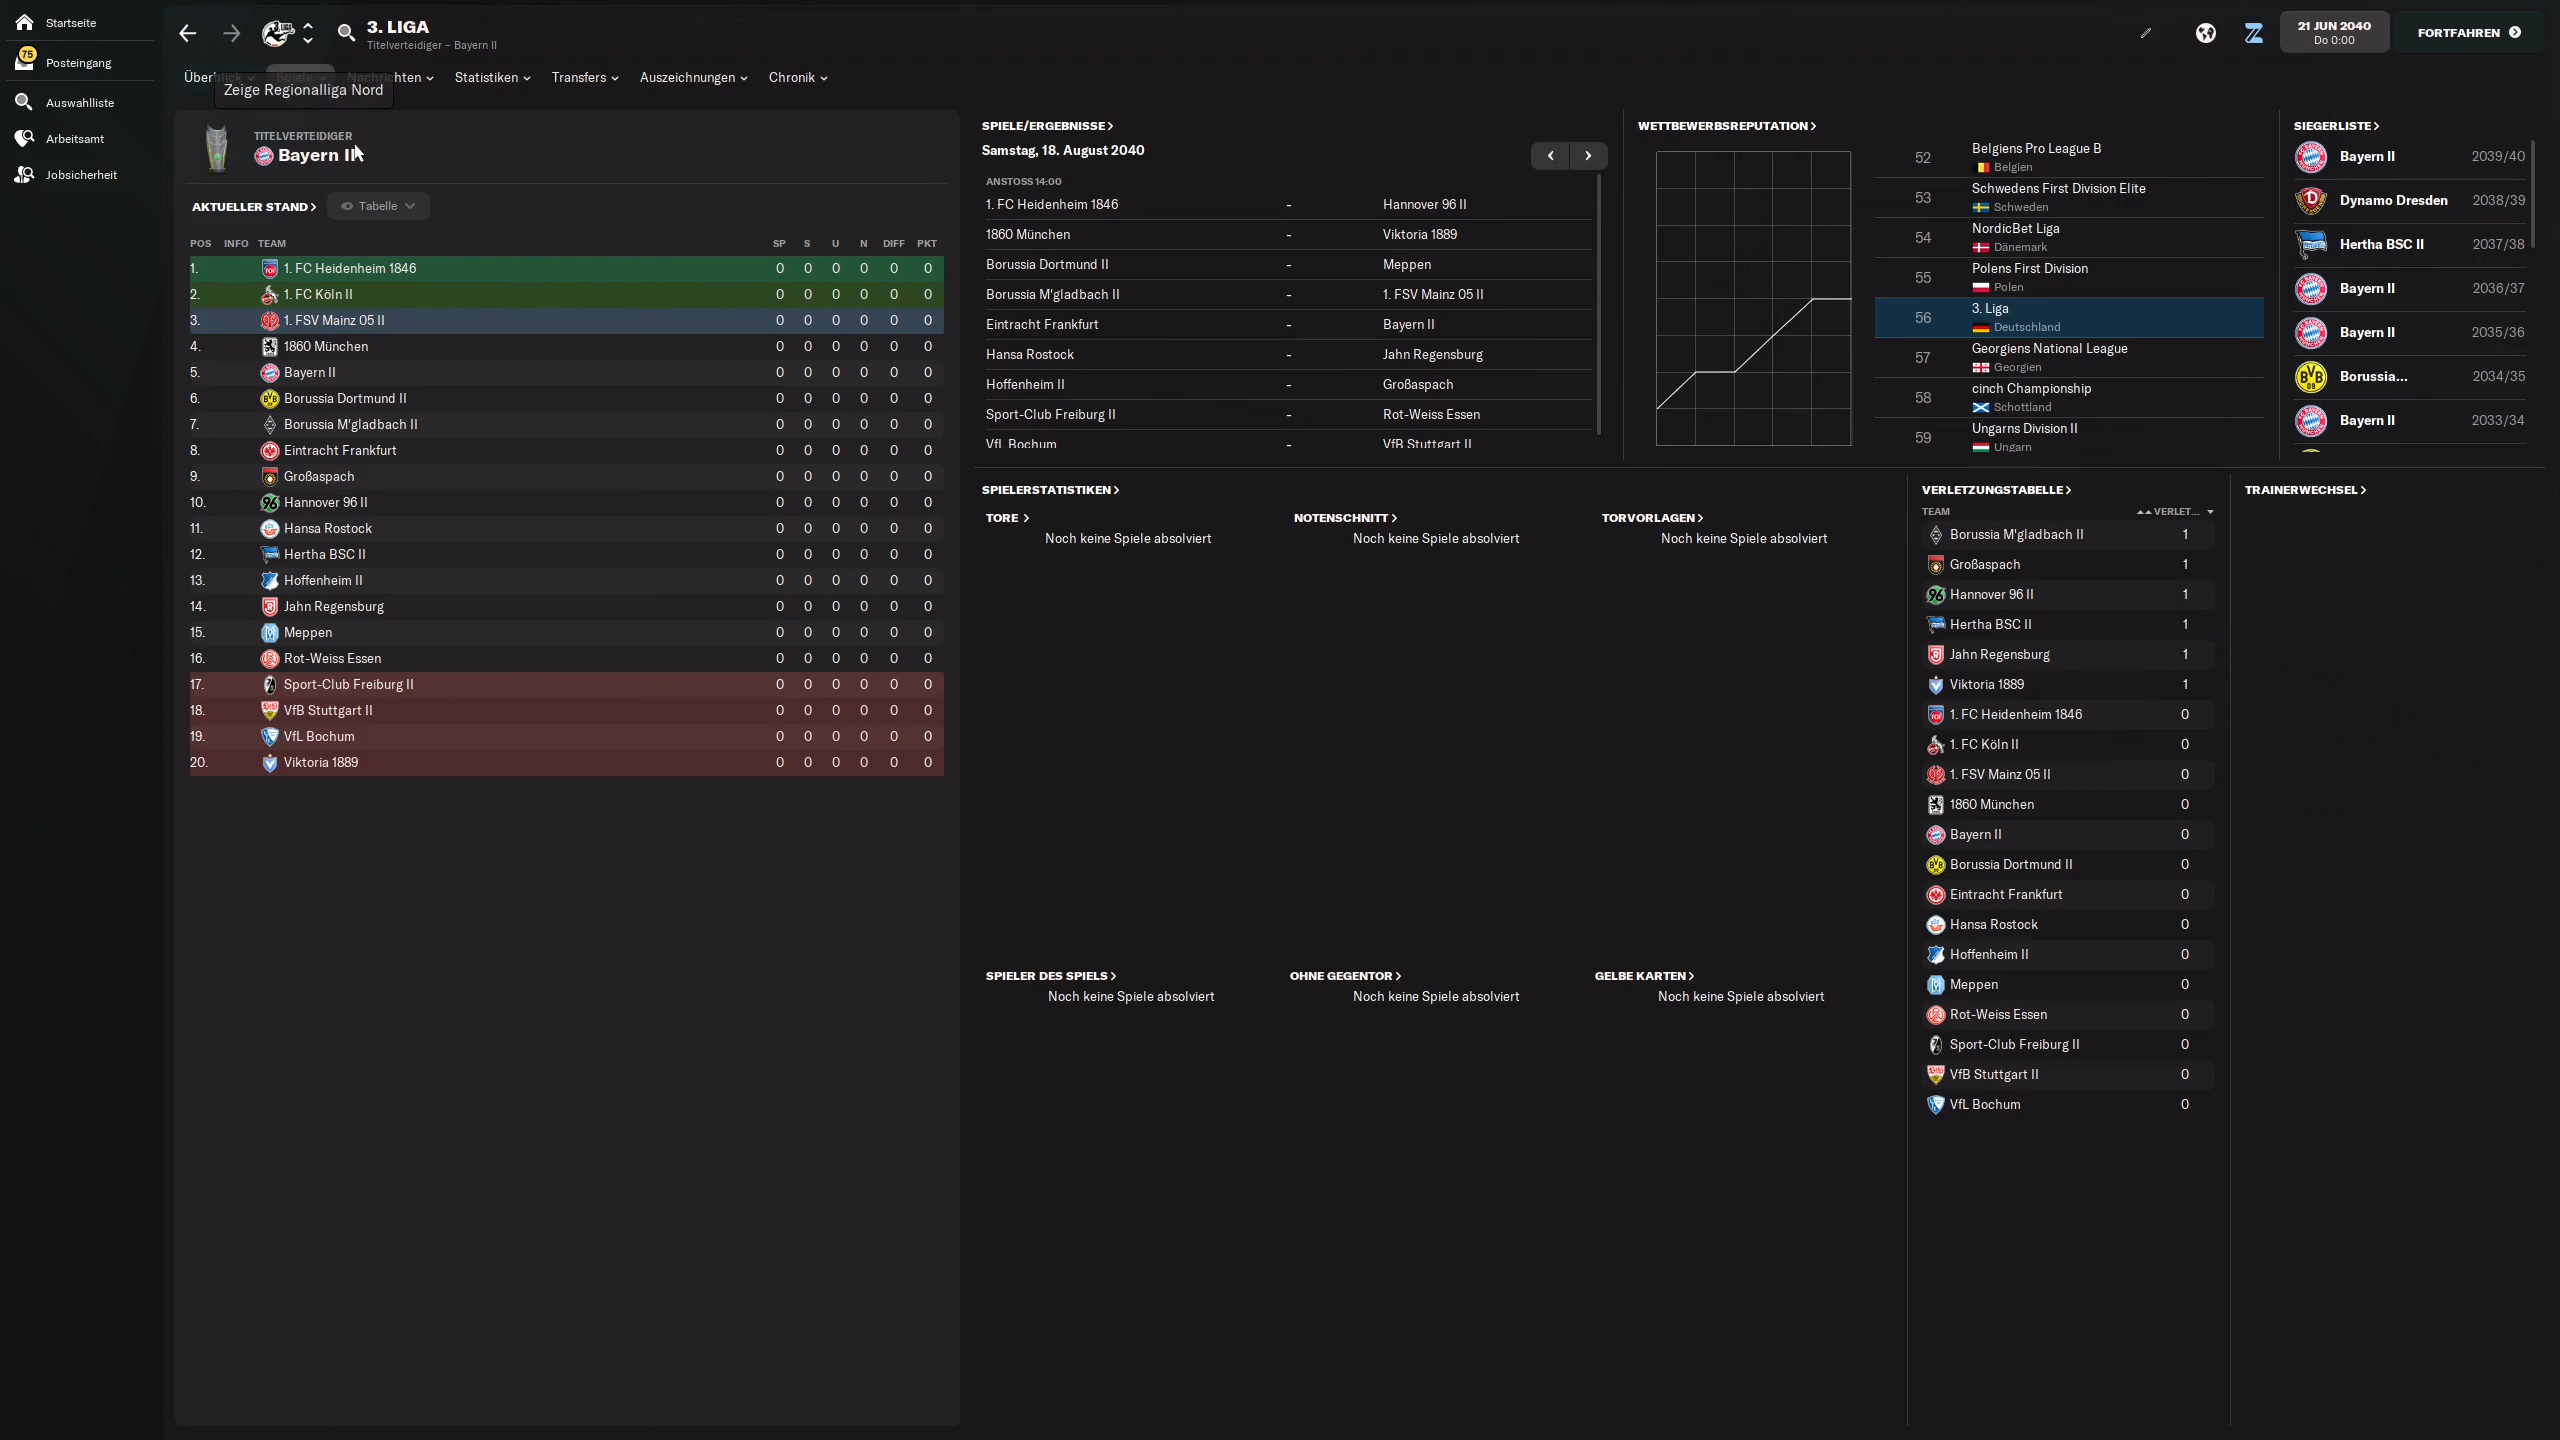 Startseite
75
Posteingang
Auswahlliste
Arbeitsamt
Jobsicherheit
3. LIGA
Titelverteidiger - Bayern II
21 JUN 2040
Do 0:00
FORTFAHREN
Überblick Spiele Nachrichten Statistiken Transfers Auszeichnungen Chronik
Zeige Regionalliga Nord
TITELVERTEIDIGER
Bayern II
AKTUELLER STAND Tabelle
POS INFO TEAM SP S U N DIFF PKT
1. 1. FC Heidenheim 1846 0 0 0 0 0 0
2. 1. FC Köln II 0 0 0 0 0 0
3. 1. FSV Mainz 05 II 0 0 0 0 0 0
4. 1860 München 0 0 0 0 0 0
5. Bayern II 0 0 0 0 0 0
6. Borussia Dortmund II 0 0 0 0 0 0
7. Borussia M'gladbach II 0 0 0 0 0 0
8. Eintracht Frankfurt 0 0 0 0 0 0
9. Großaspach 0 0 0 0 0 0
10. Hannover 96 II 0 0 0 0 0 0
11. Hansa Rostock 0 0 0 0 0 0
12. Hertha BSC II 0 0 0 0 0 0
13. Hoffenheim II 0 0 0 0 0 0
14. Jahn Regensburg 0 0 0 0 0 0
15. Meppen 0 0 0 0 0 0
16. Rot-Weiss Essen 0 0 0 0 0 0
17. Sport-Club Freiburg II 0 0 0 0 0 0
18. VfB Stuttgart II 0 0 0 0 0 0
19. VfL Bochum 0 0 0 0 0 0
20. Viktoria 1889 0 0 0 0 0 0
SPIELE/ERGEBNISSE
Samstag, 18. August 2040
ANSTOSS 14:00
1. FC Heidenheim 1846 - Hannover 96 II
1860 München - Viktoria 1889
Borussia Dortmund II - Meppen
Borussia M'gladbach II - 1. FSV Mainz 05 II
Eintracht Frankfurt - Bayern II
Hansa Rostock - Jahn Regensburg
Hoffenheim II - Großaspach
Sport-Club Freiburg II - Rot-Weiss Essen
VfL Bochum - VfB Stuttgart II
WETTBEWERBSREPUTATION
52 Belgiens Pro League B
Belgien
53 Schwedens First Division Elite
Schweden
54 NordicBet Liga
Dänemark
55 Polens First Division
Polen
56 3. Liga
Deutschland
57 Georgiens National League
Georgien
58 cinch Championship
Schottland
59 Ungarns Division II
Ungarn
SIEGERLISTE
Bayern II 2039/40
Dynamo Dresden 2038/39
Hertha BSC II 2037/38
Bayern II 2036/37
Bayern II 2035/36
Borussia... 2034/35
Bayern II 2033/34
SPIELERSTATISTIKEN
TORE
Noch keine Spiele absolviert
NOTENSCHNITT
Noch keine Spiele absolviert
TORVORLAGEN
Noch keine Spiele absolviert
SPIELER DES SPIELS
Noch keine Spiele absolviert
OHNE GEGENTOR
Noch keine Spiele absolviert
GELBE KARTEN
Noch keine Spiele absolviert
VERLETZUNGSTABELLE
TEAM VERLET...
Borussia M'gladbach II 1
Großaspach 1
Hannover 96 II 1
Hertha BSC II 1
Jahn Regensburg 1
Viktoria 1889 1
1. FC Heidenheim 1846 0
1. FC Köln II 0
1. FSV Mainz 05 II 0
1860 München 0
Bayern II 0
Borussia Dortmund II 0
Eintracht Frankfurt 0
Hansa Rostock 0
Hoffenheim II 0
Meppen 0
Rot-Weiss Essen 0
Sport-Club Freiburg II 0
VfB Stuttgart II 0
VfL Bochum 0
TRAINERWECHSEL